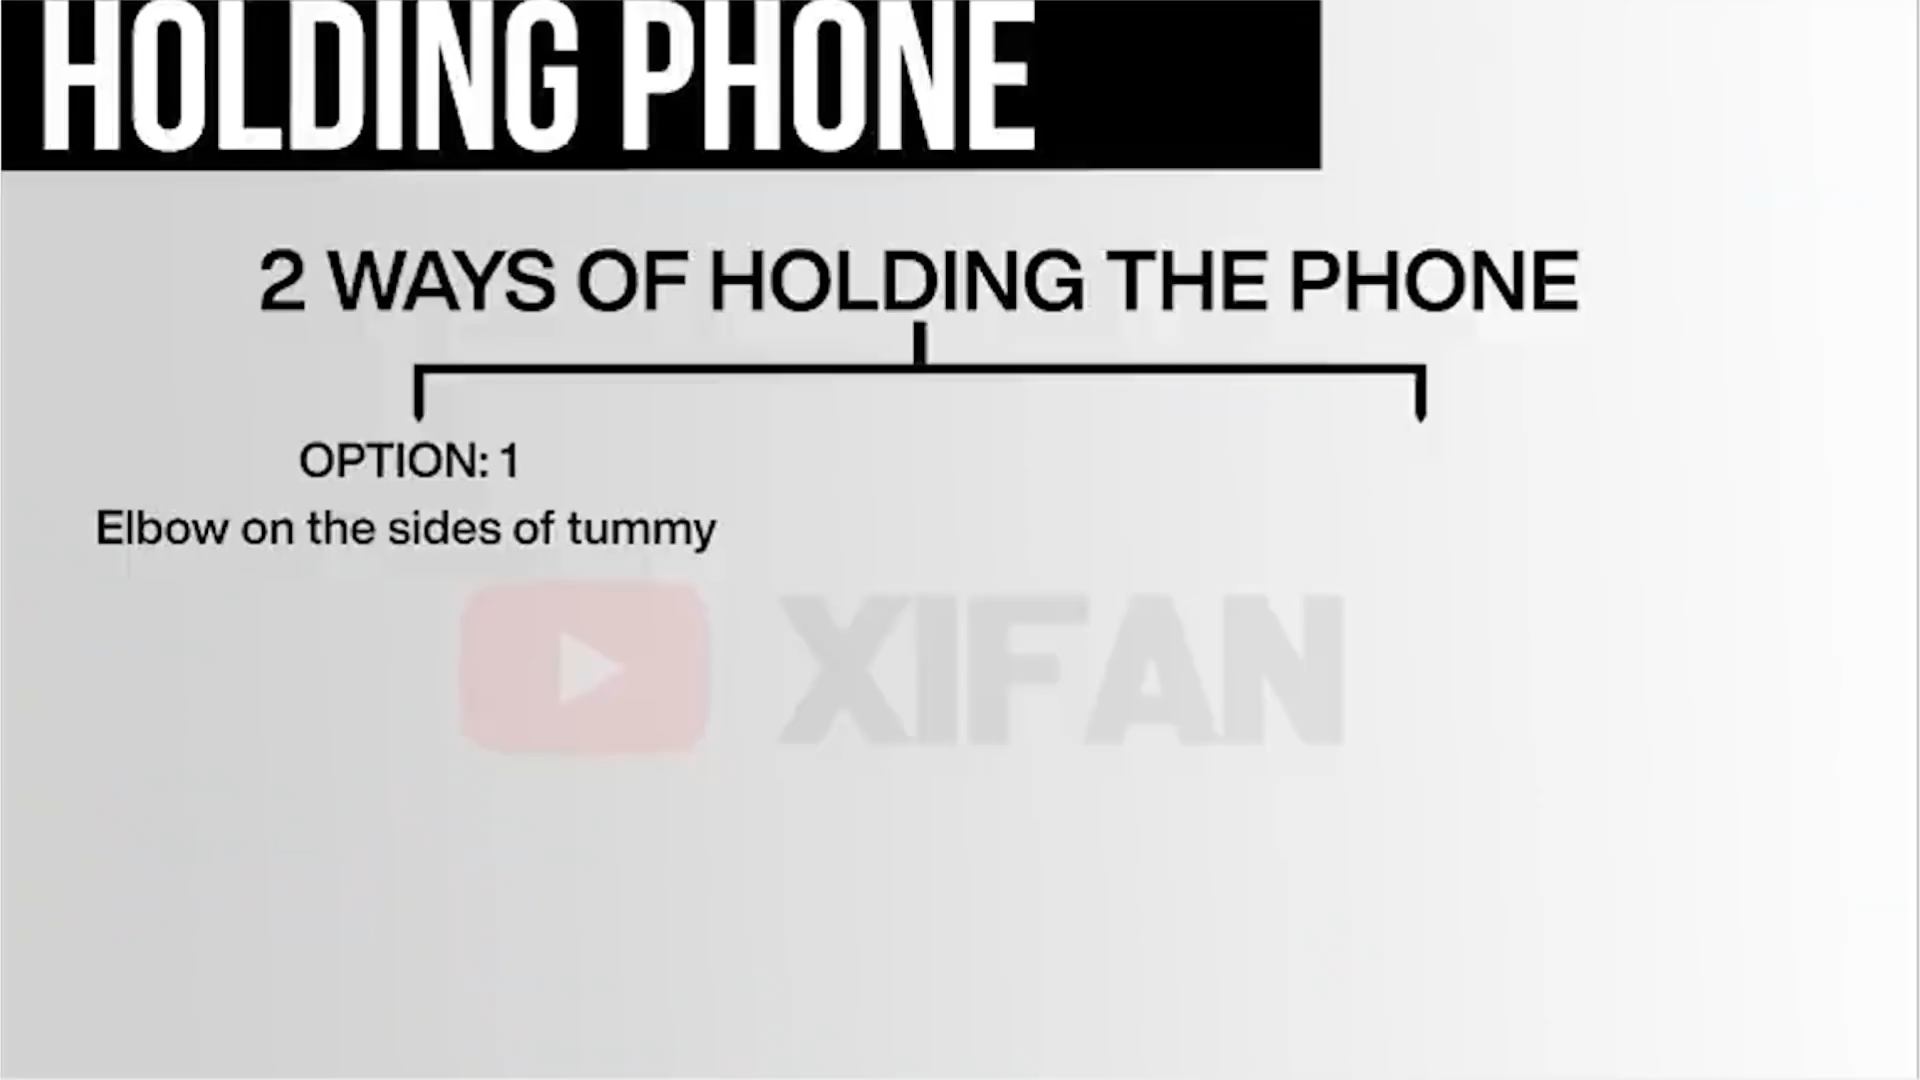 HOLDING PHONE
2 WAYS OF HOLDING THE PHONE
OPTION: 1
Elbow on the sides of tummy
XIFAN